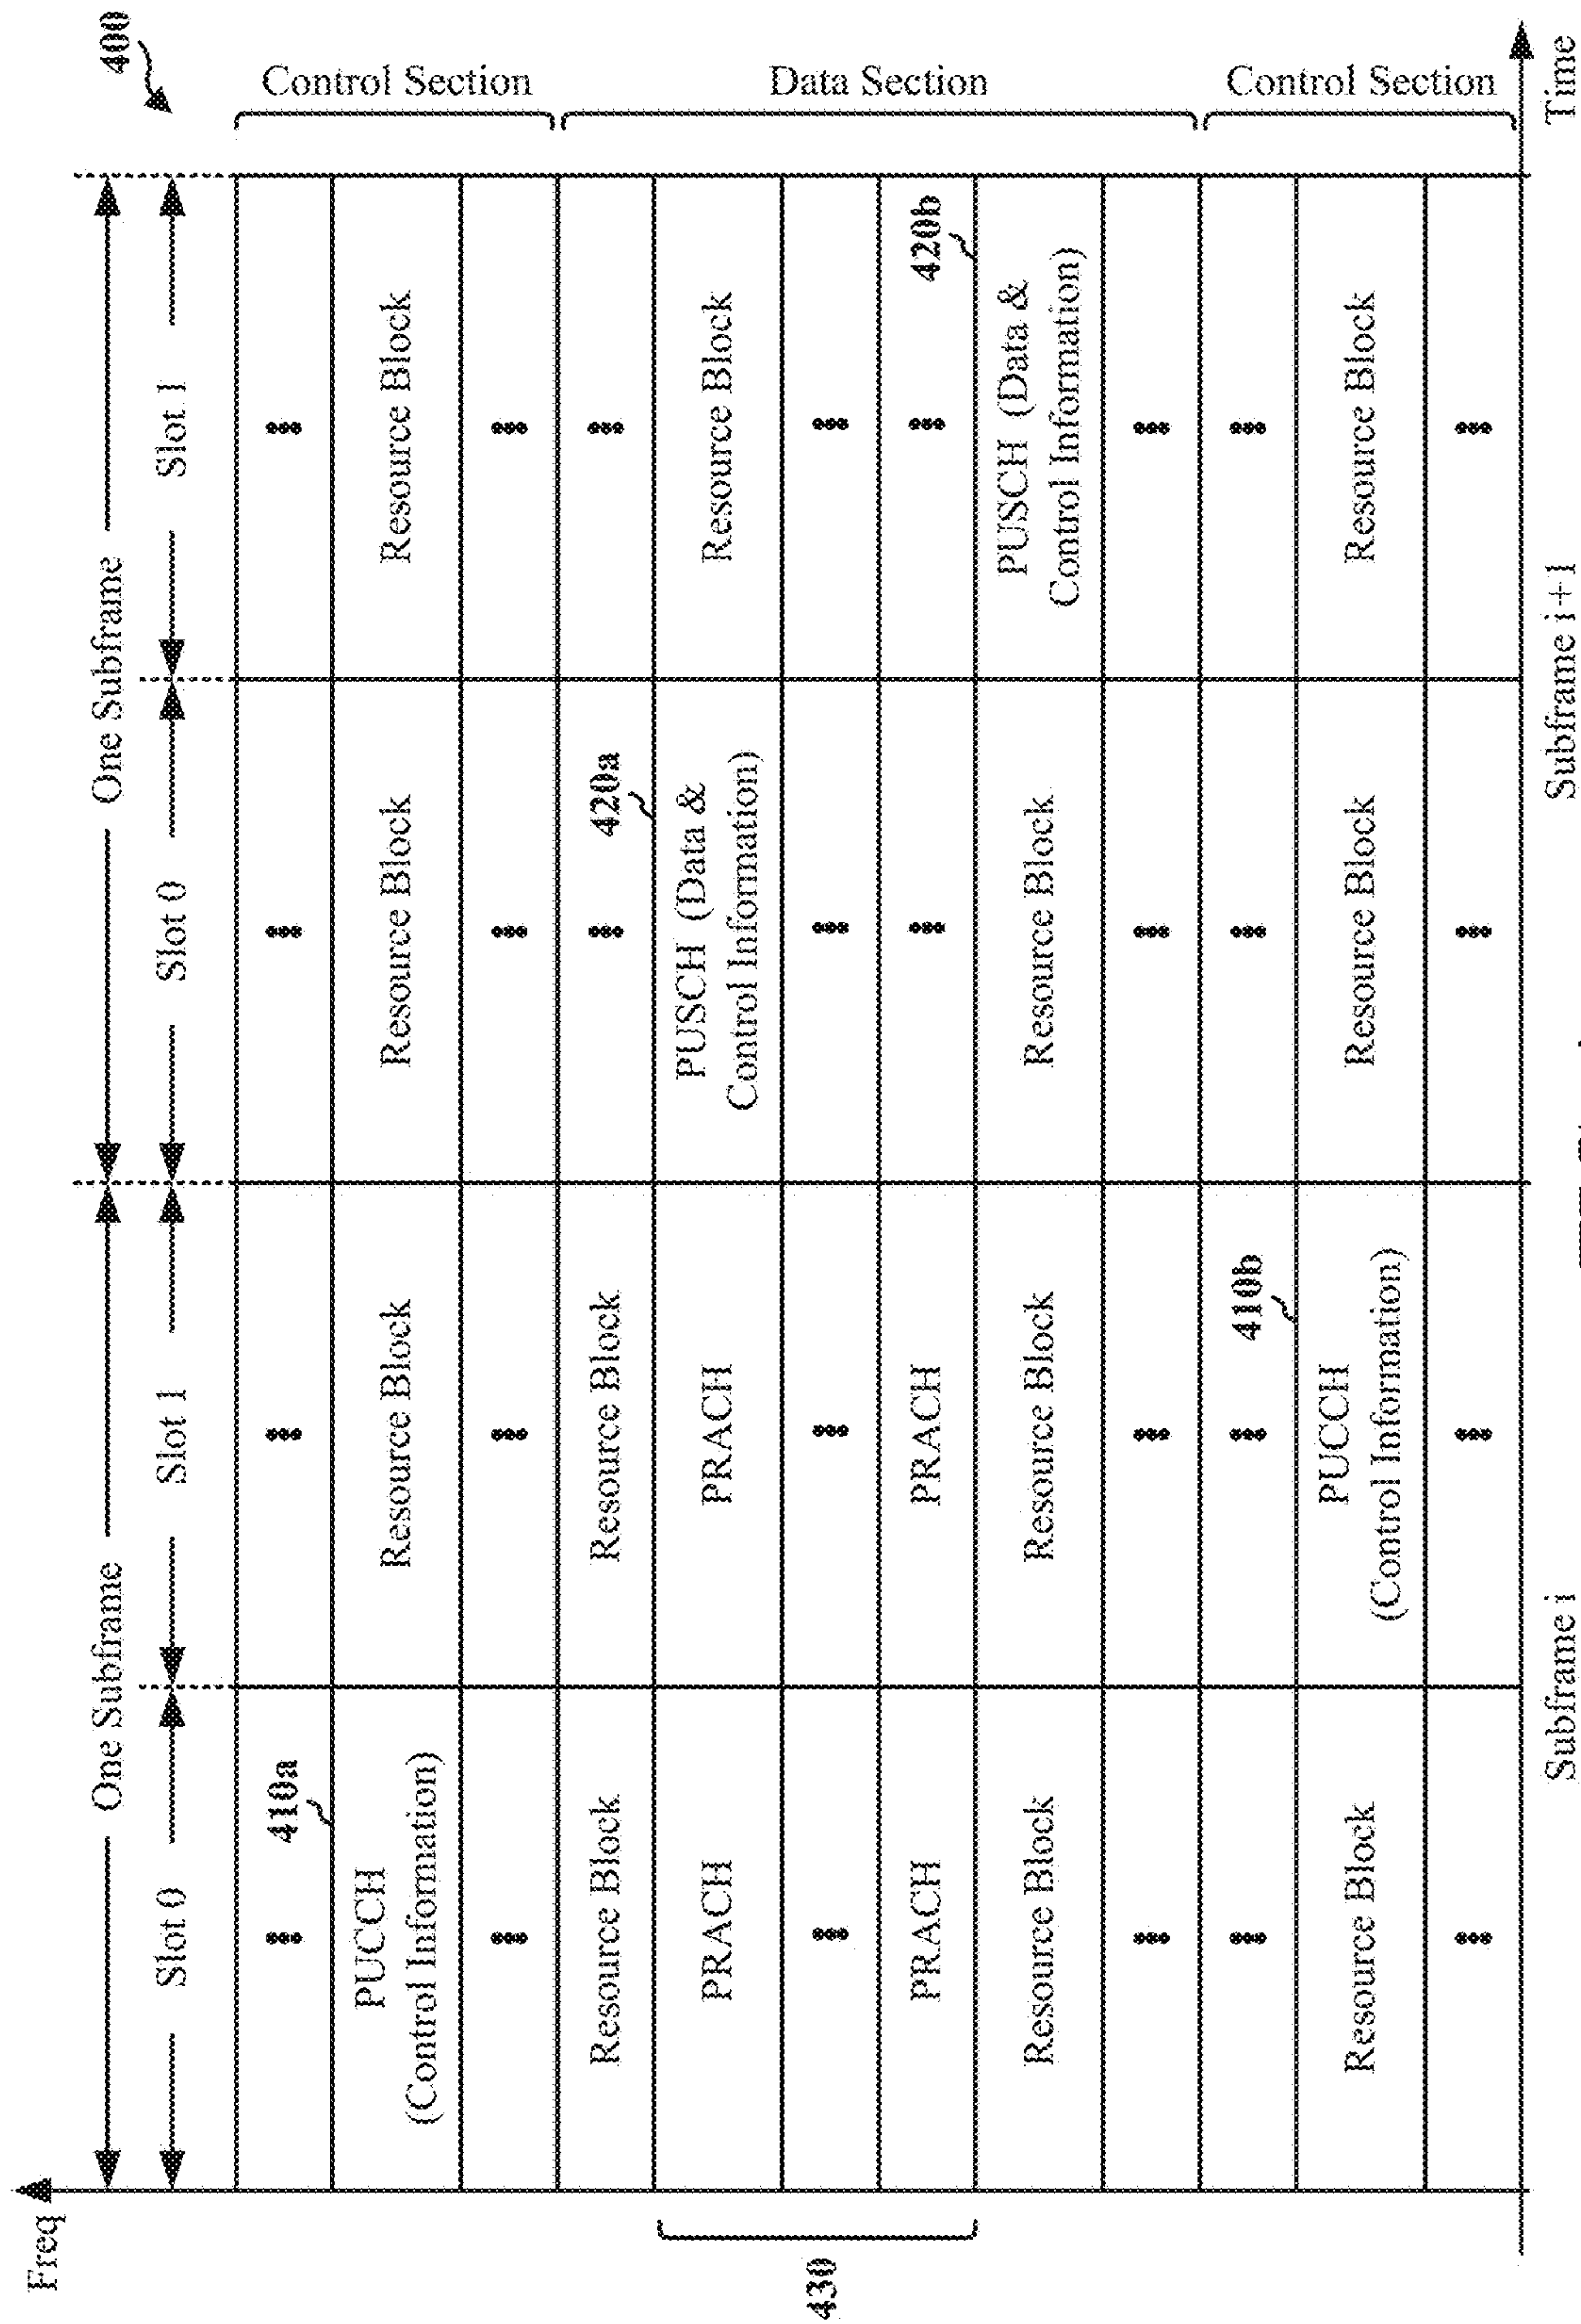 400
Freq
One Subframe
One Subframe
Slot 0
Slot 1
Slot 0
Slot 1
Control Section
410a
PUCCH
(Control Information)
Resource Block
Resource Block
Resource Block
Data Section
Resource Block
Resource Block
420a
430
PRACH
PRACH
PUSCH (Data &
Control Information)
Resource Block
PRACH
PRACH
420b
Resource Block
Resource Block
Resource Block
PUSCH (Data &
Control Information)
Control Section
410b
Resource Block
PUCCH
(Control Information)
Resource Block
Resource Block
Subframe i
Subframe i+1
Time